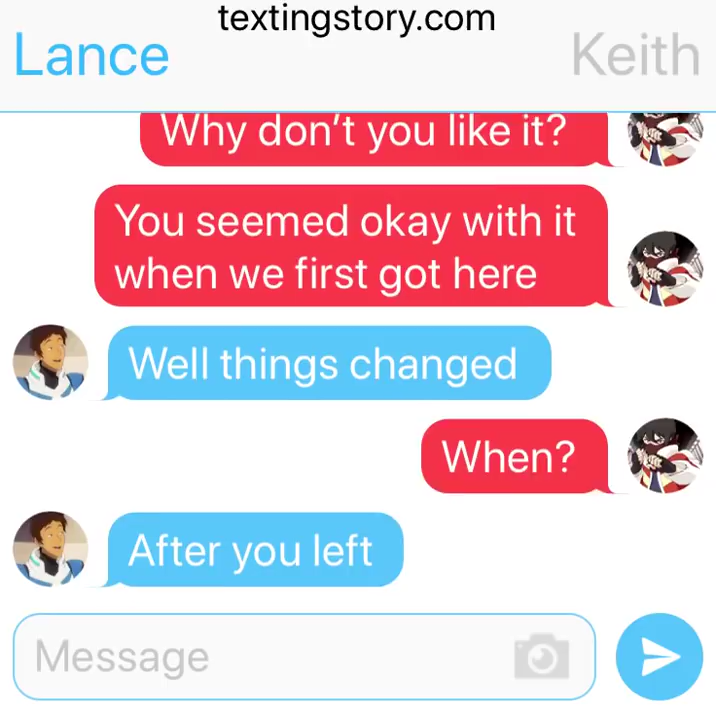 textingstory.com
Lance
Keith
Why don't you like it?
You seemed okay with it
when we first got here
Well things changed
When?
After you left
Message